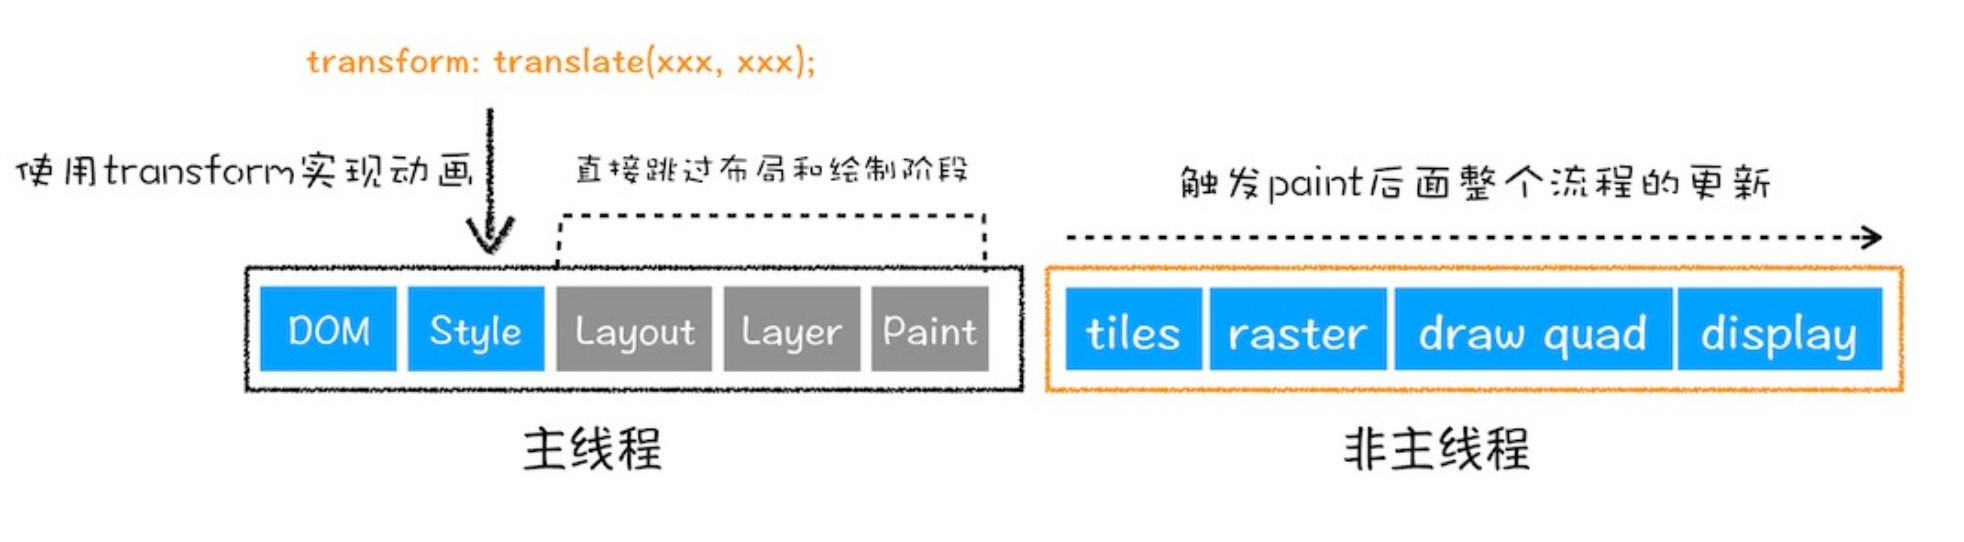 transform: translate(xxx, xxx);
使用transform实现动画
直接跳过布局和绘制阶段
触发paint后面整个流程的更新
DOM Style Layout Layer Paint
tiles raster draw quad display
主线程
非主线程